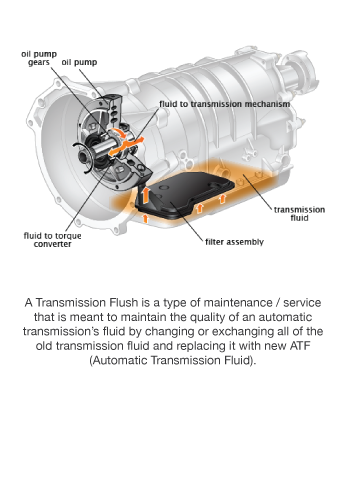 oil pump
gears
oil pump
fluid to transmission mechanism
transmission
fluid
fluid to torque
converter
filter assembly
A Transmission Flush is a type of maintenance / service
that is meant to maintain the quality of an automatic
transmission's fluid by changing or exchanging all of the
old transmission fluid and replacing it with new ATF
(Automatic Transmission Fluid).